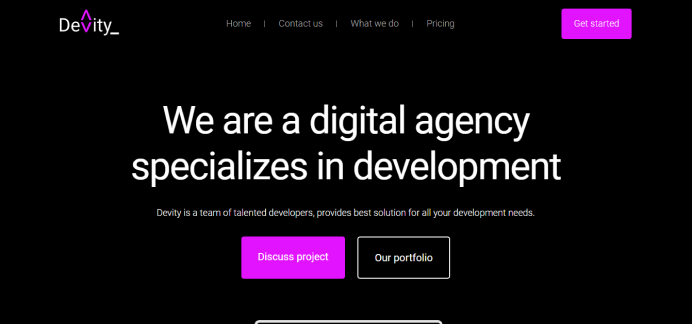 Devity_
Home | Contact us | What we do | Pricing
Get started
We are a digital agency
specializes in development
Devity is a team of talented developers, provides best solution for all your development needs.
Discuss project
Our portfolio